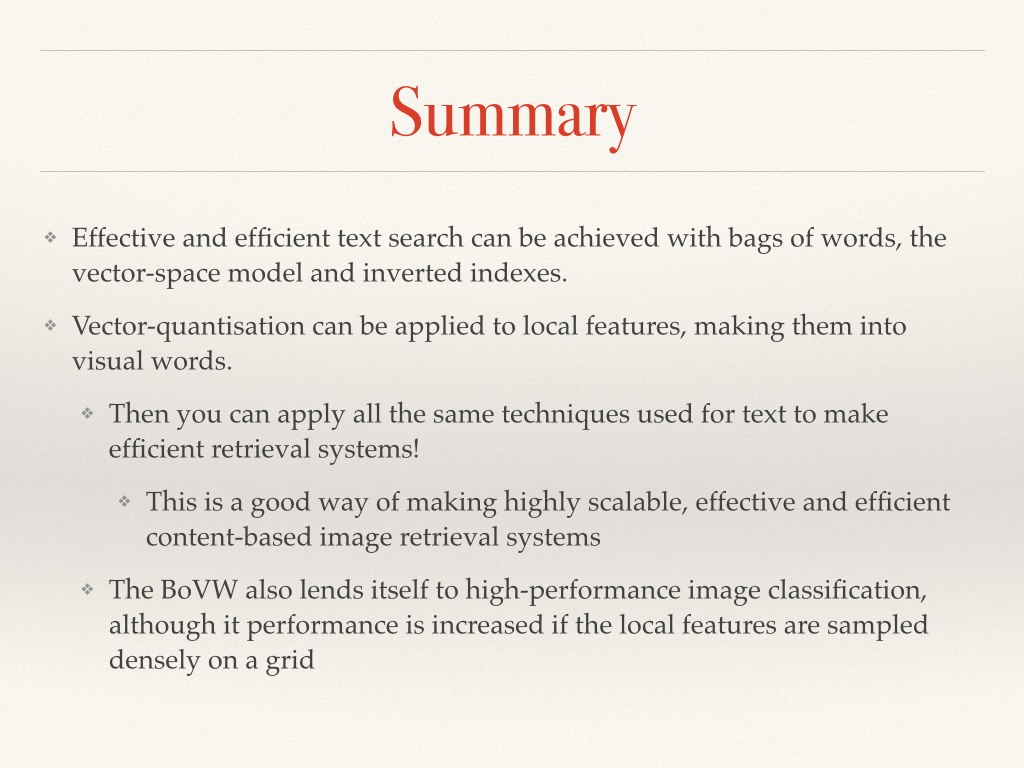 Summary
Effective and efficient text search can be achieved with bags of words, the
vector-space model and inverted indexes.
Vector-quantisation can be applied to local features, making them into
visual words.
Then you can apply all the same techniques used for text to make
efficient retrieval systems!
This is a good way of making highly scalable, effective and efficient
content-based image retrieval systems
The BoVW also lends itself to high-performance image classification,
although it performance is increased if the local features are sampled
densely on a grid